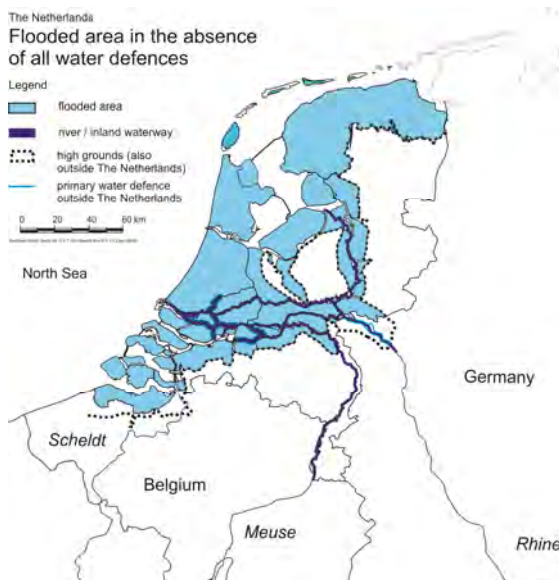 The Netherlands
Flooded area in the absence
of all water defences
Legend
flooded area
river / inland waterway
high grounds (also
outside The Netherlands)
primary water defence
outside The Netherlands
0 20 40 60 km
North Sea
Germany
Scheldt
Belgium
Meuse
Rhine